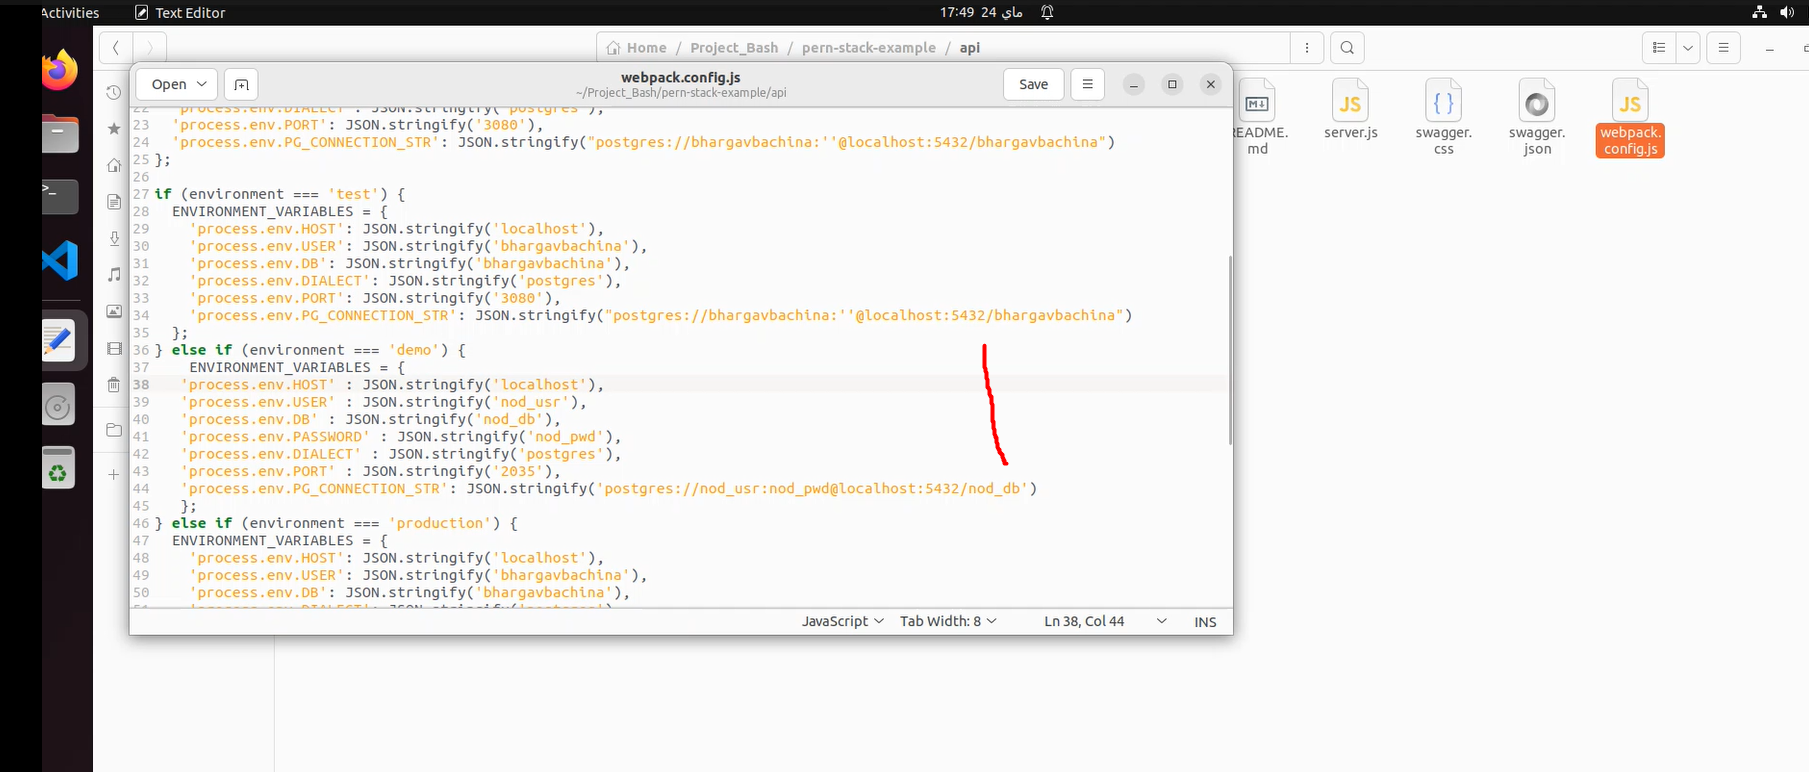 Activities
Text Editor
17:49 24 ماي
Home / Project_Bash / pern-stack-example / api
Open
webpack.config.js
~/Project_Bash/pern-stack-example/api
Save
README.
md
server.js
swagger.
css
swagger.
json
webpack.
config.js
22 'process.env.DIALECT': JSON.stringify('postgres'),
23 'process.env.PORT': JSON.stringify('3080'),
24 'process.env.PG_CONNECTION_STR': JSON.stringify("postgres://bhargavbachina:''@localhost:5432/bhargavbachina")
25 };
26
27 if (environment === 'test') {
28 ENVIRONMENT_VARIABLES = {
29 'process.env.HOST': JSON.stringify('localhost'),
30 'process.env.USER': JSON.stringify('bhargavbachina'),
31 'process.env.DB': JSON.stringify('bhargavbachina'),
32 'process.env.DIALECT': JSON.stringify('postgres'),
33 'process.env.PORT': JSON.stringify('3080'),
34 'process.env.PG_CONNECTION_STR': JSON.stringify("postgres://bhargavbachina:''@localhost:5432/bhargavbachina")
35 };
36 } else if (environment === 'demo') {
37 ENVIRONMENT_VARIABLES = {
38 'process.env.HOST' : JSON.stringify('localhost'),
39 'process.env.USER' : JSON.stringify('nod_usr'),
40 'process.env.DB' : JSON.stringify('nod_db'),
41 'process.env.PASSWORD' : JSON.stringify('nod_pwd'),
42 'process.env.DIALECT' : JSON.stringify('postgres'),
43 'process.env.PORT' : JSON.stringify('2035'),
44 'process.env.PG_CONNECTION_STR': JSON.stringify('postgres://nod_usr:nod_pwd@localhost:5432/nod_db')
45 };
46 } else if (environment === 'production') {
47 ENVIRONMENT_VARIABLES = {
48 'process.env.HOST': JSON.stringify('localhost'),
49 'process.env.USER': JSON.stringify('bhargavbachina'),
50 'process.env.DB': JSON.stringify('bhargavbachina'),
51 'process.env.DIALECT': JSON.stringify('postgres')
JavaScript
Tab Width: 8
Ln 38, Col 44
INS